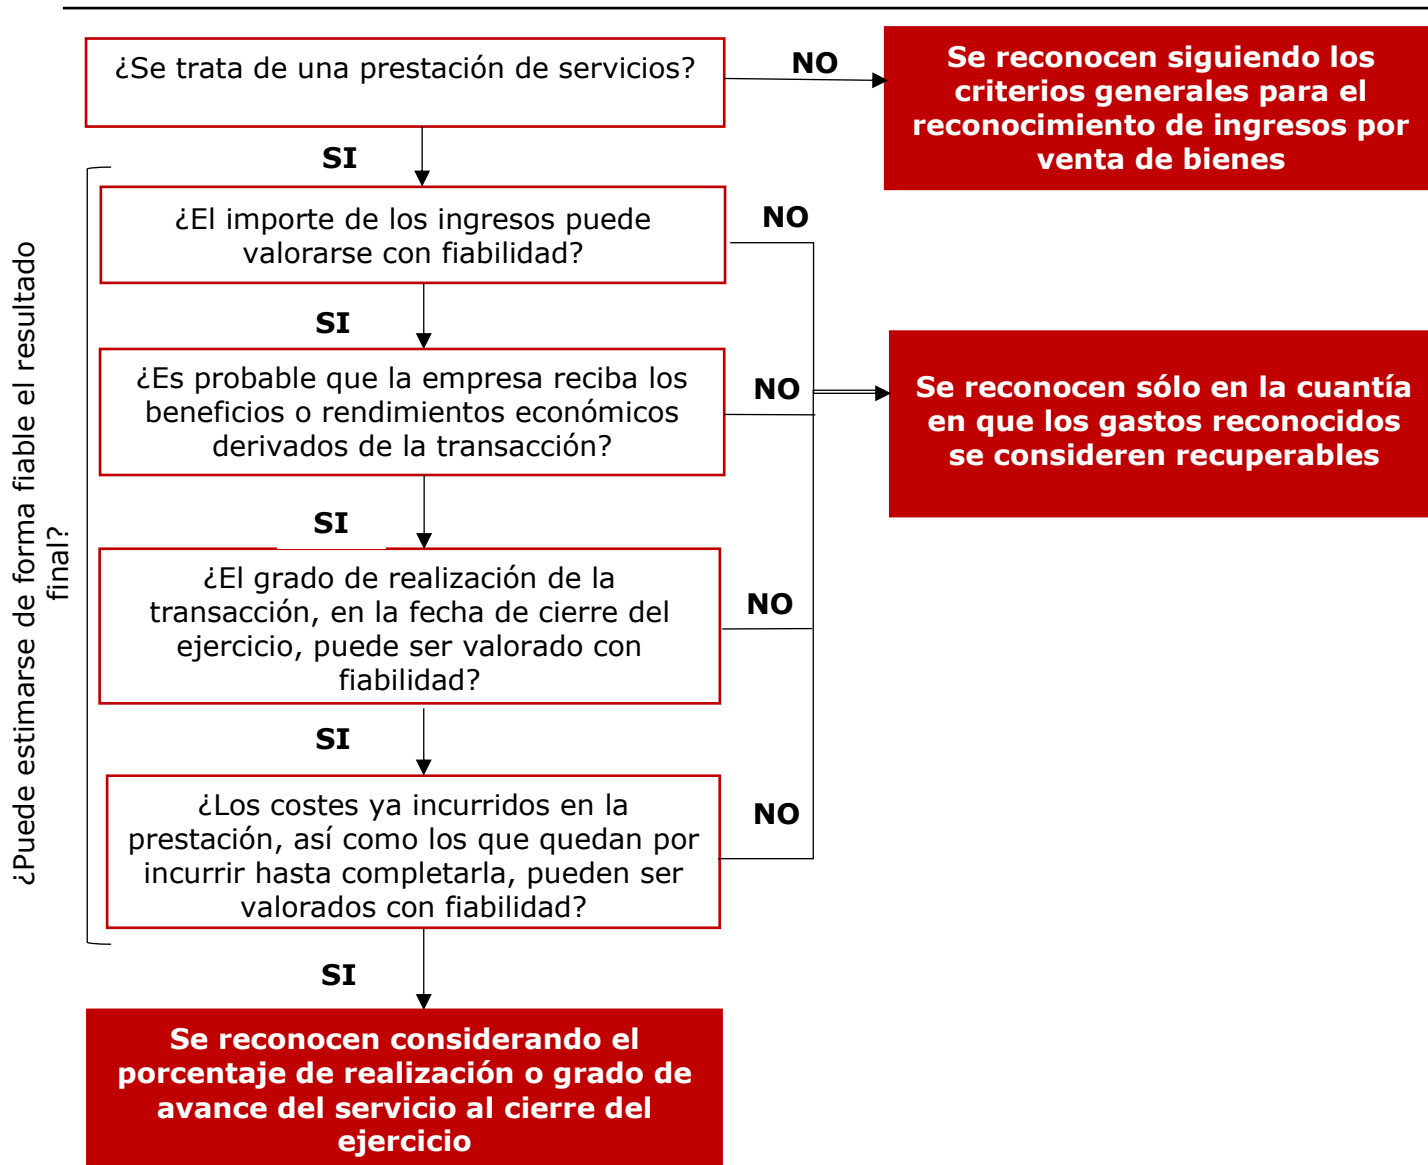 ¿Se trata de una prestación de servicios?
NO
Se reconocen siguiendo los
criterios generales para el
reconocimiento de ingresos por
venta de bienes
SI
¿Puede estimarse de forma fiable el resultado
final?
¿El importe de los ingresos puede
valorarse con fiabilidad?
NO
SI
¿Es probable que la empresa reciba los
beneficios o rendimientos económicos
derivados de la transacción?
NO
Se reconocen sólo en la cuantía
en que los gastos reconocidos
se consideren recuperables
SI
¿El grado de realización de la
transacción, en la fecha de cierre del
ejercicio, puede ser valorado con
fiabilidad?
NO
SI
¿Los costes ya incurridos en la
prestación, así como los que quedan por
incurrir hasta completarla, pueden ser
valorados con fiabilidad?
NO
SI
Se reconocen considerando el
porcentaje de realización o grado de
avance del servicio al cierre del
ejercicio